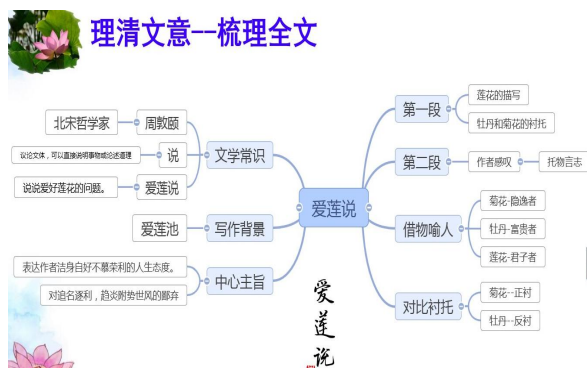 理清文意--梳理全文
爱莲说
文学常识
周敦颐
北宋哲学家
说
议论文体，可以直接说明事物或论述道理
爱莲说
说说爱好莲花的问题。
写作背景
爱莲池
中心主旨
表达作者洁身自好不慕荣利的人生态度。
对追名逐利，趋炎附势世风的鄙弃
第一段
莲花的描写
牡丹和菊花的衬托
第二段
作者感叹
托物言志
借物喻人
菊花-隐逸者
牡丹-富贵者
莲花-君子者
对比衬托
菊花--正衬
牡丹--反衬
爱莲说